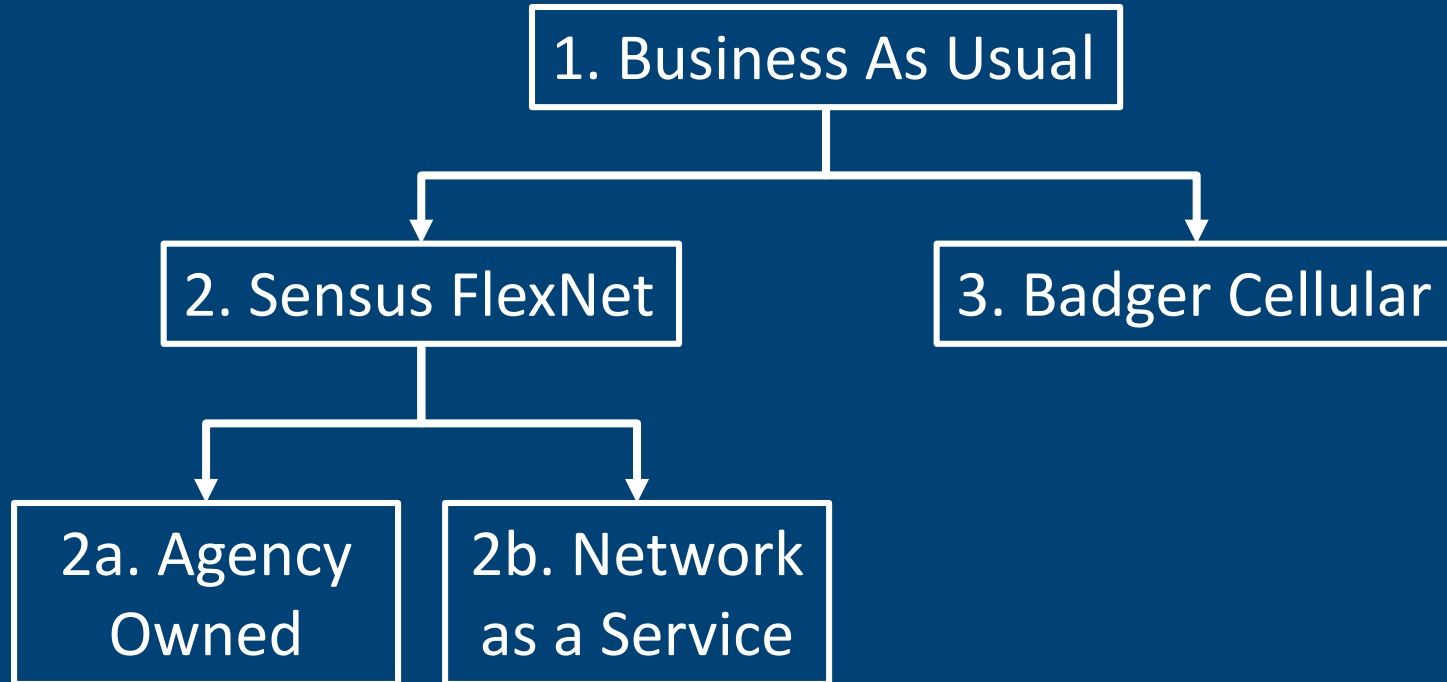 1. Business As Usual
2. Sensus FlexNet
3. Badger Cellular
2a. Agency
Owned
2b. Network
as a Service